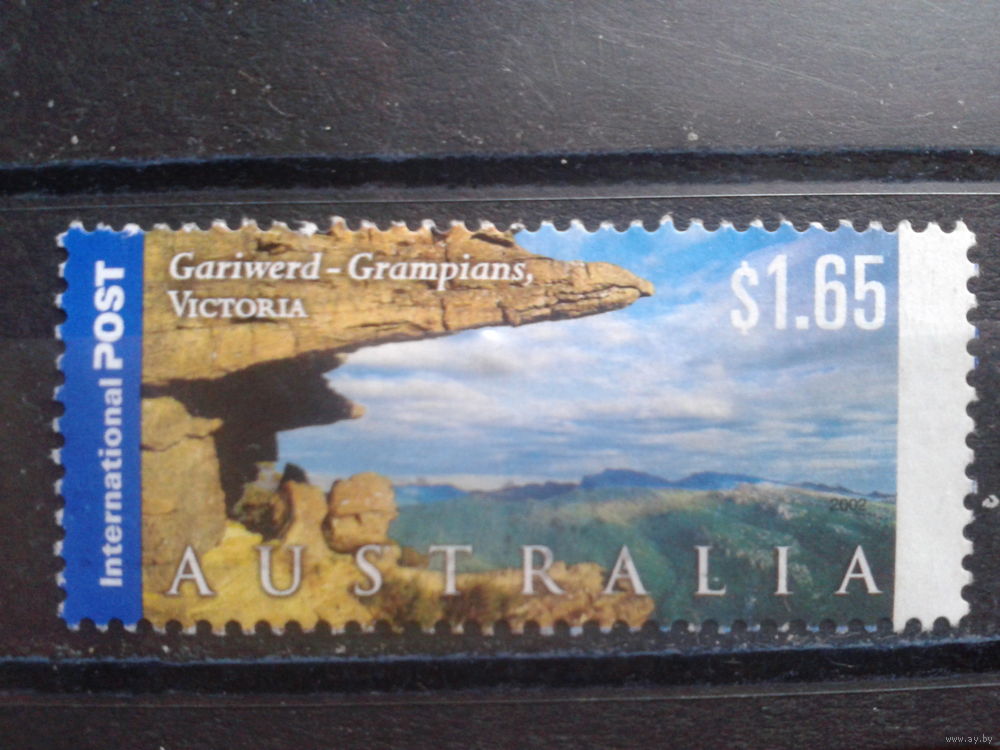 International POST
Gariwerd - Grampians,
VICTORIA
$1.65
2002
AUSTRALIA
www.ay.by